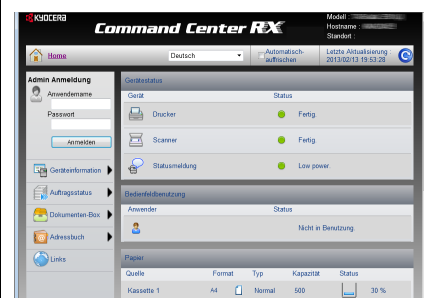 KYOCERA
Command Center RX
Modell :
Hostname :
Standort :
Home
Deutsch
Automatisch-
auffrischen
Letzte Aktualisierung :
2013/02/13 19:53:28
Admin Anmeldung
Anwendername
Passwort
Anmelden
Geräteinformation
Auftragsstatus
Dokumenten-Box
Adressbuch
Links
Gerätestatus
Gerät Status
Drucker Fertig.
Scanner Fertig.
Statusmeldung Low power.
Bedienfeldbenutzung
Anwender Status
Nicht in Benutzung.
Papier
Quelle Format Typ Kapazität Status
Kassette 1 A4 Normal 500 30 %